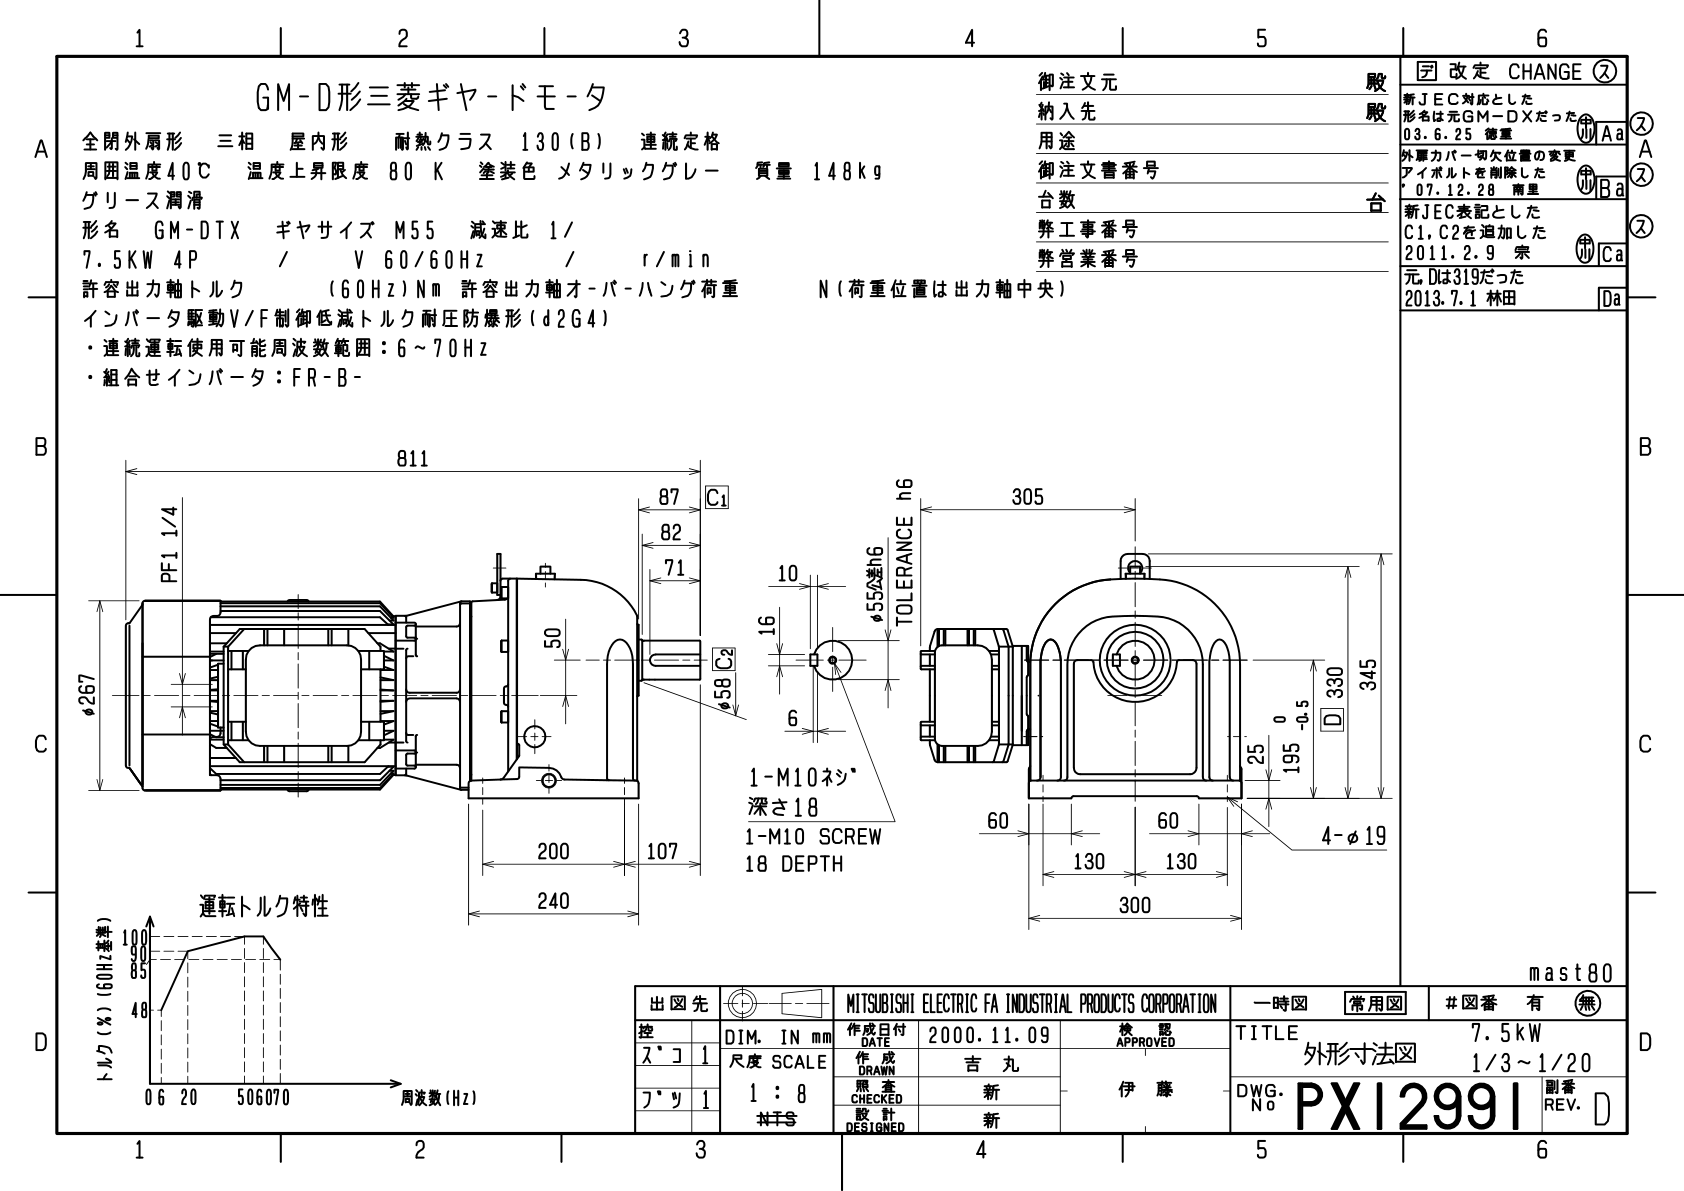 1 2 3 4 5 6
GM-D形三菱ギヤードモータ
全閉外扇形 三相 屋内形 耐熱クラス 130(B) 連続定格
周囲温度40℃ 温度上昇限度 80 K 塗装色 メタリックグレー 質量 148kg
グリース潤滑
形名 GM-DTX ギヤサイズ M55 減速比 1/
7.5KW 4P / V 60/60Hz / r/min
許容出力軸トルク (60Hz)Nm 許容出力軸オーバーハング荷重 N(荷重位置は出力軸中央)
インバータ駆動V/F制御低減トルク耐圧防爆形(d2G4)
・連続運転使用可能周波数範囲:6~70Hz
・組合せインバータ:FR-B-
御注文元 殿
納入先 殿
用途
御注文書番号
台数 台
弊工事番号
弊営業番号
デ 改定 CHANGE ス
新JEC対応とした
形名は元GM-DXだった
03.6.25 徳重 Aa ス
外扇カバー切欠位置の変更
アイボルトを削除した
'07.12.28 南里 Ba ス
新JEC表記とした
C1,C2を追加した
2011.2.9 宗 Ca ス
元,Dは319だった
2013.7.1 林田 Da
A A
B B
C C
D D
811
87 C1
82
71
PF1 1/4
50
φ267
φ58 C2
200 107
240
10
16
6
φ55公差h6
TOLERANCE h6
1-M10ネジ
深さ18
1-M10 SCREW
18 DEPTH
305
345
330 D
195 0 -0.5
25
60 60
4-φ19
130 130
300
運転トルク特性
トルク(%)(60Hz基準)
100
90
85
48
0 6 20 50 60 70
周波数(Hz)
mast80
出図先
控
ズコ 1
ブツ 1
DIM. IN mm
尺度 SCALE
1 : 8
NTS
MITSUBISHI ELECTRIC FA INDUSTRIAL PRODUCTS CORPORATION
作成日付 DATE 2000.11.09
作成 DRAWN 吉丸
照査 CHECKED 新
設計 DESIGNED 新
検認 APPROVED
伊藤
一時図 常用図 #図番 有 無
TITLE 外形寸法図
7.5kW
1/3~1/20
DWG. No PX12991
副番 REV. D
1 2 3 4 5 6